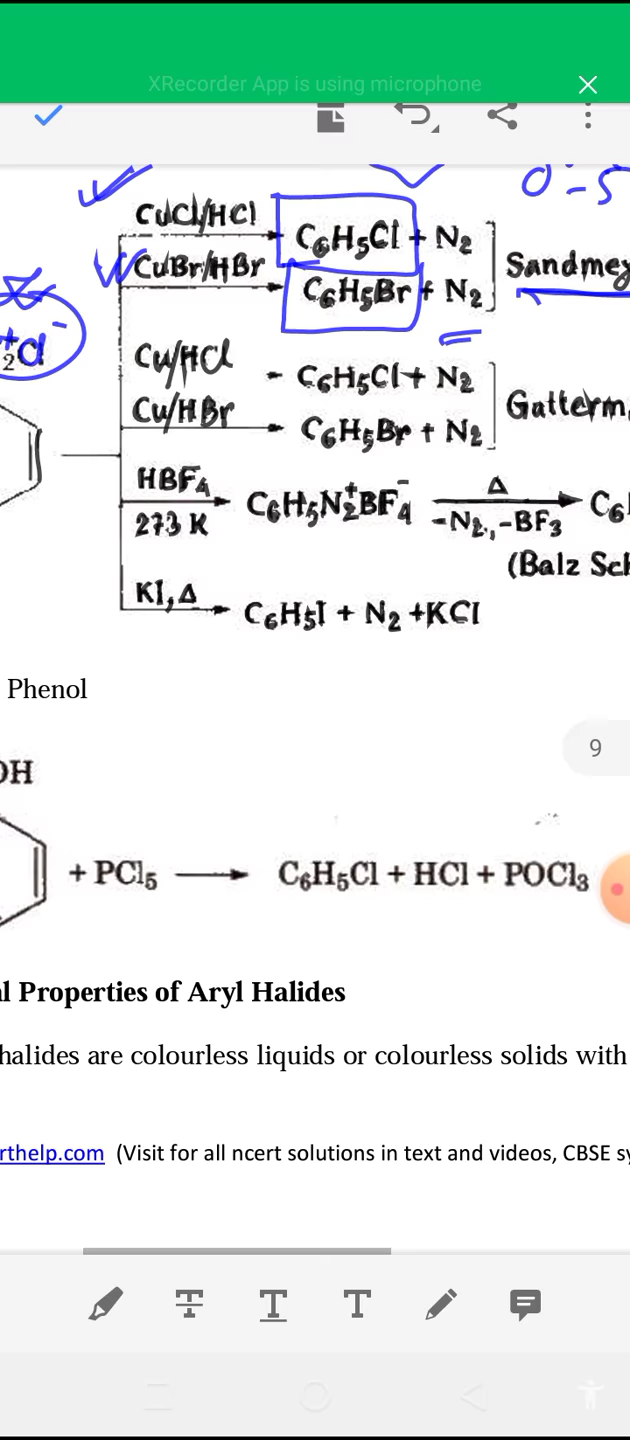 XRecorder App is using microphone
0°-5
CuCl/HCl C₆H₅Cl + N₂
CuBr/HBr C₆H₅Br + N₂
Sandmey
₂⁺Cl⁻
Cu/HCl - C₆H₅Cl + N₂
Cu/HBr C₆H₅Br + N₂
Gatterm
HBF₄
273 K
C₆H₅N₂⁺BF₄⁻ Δ -N₂, -BF₃ C₆
(Balz Sch
KI, Δ C₆H₅I + N₂ +KCl
Phenol
9
OH
+ PCl₅ → C₆H₅Cl + HCl + POCl₃
al Properties of Aryl Halides
halides are colourless liquids or colourless solids with
rthelp.com (Visit for all ncert solutions in text and videos, CBSE sy
T T T